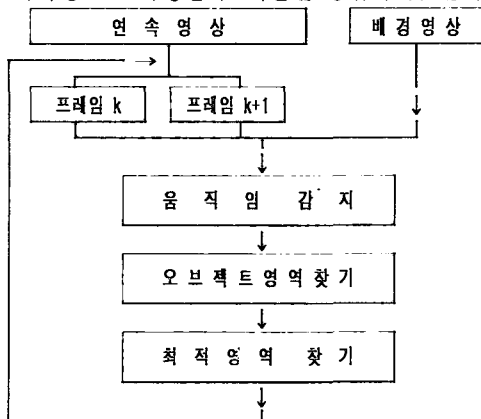 연 속 영 상
배 경 영 상
프레임 k
프레임 k+1
움 직 임 감 지
오 브 젝 트 영 역 찾 기
최 적 영 역 찾 기